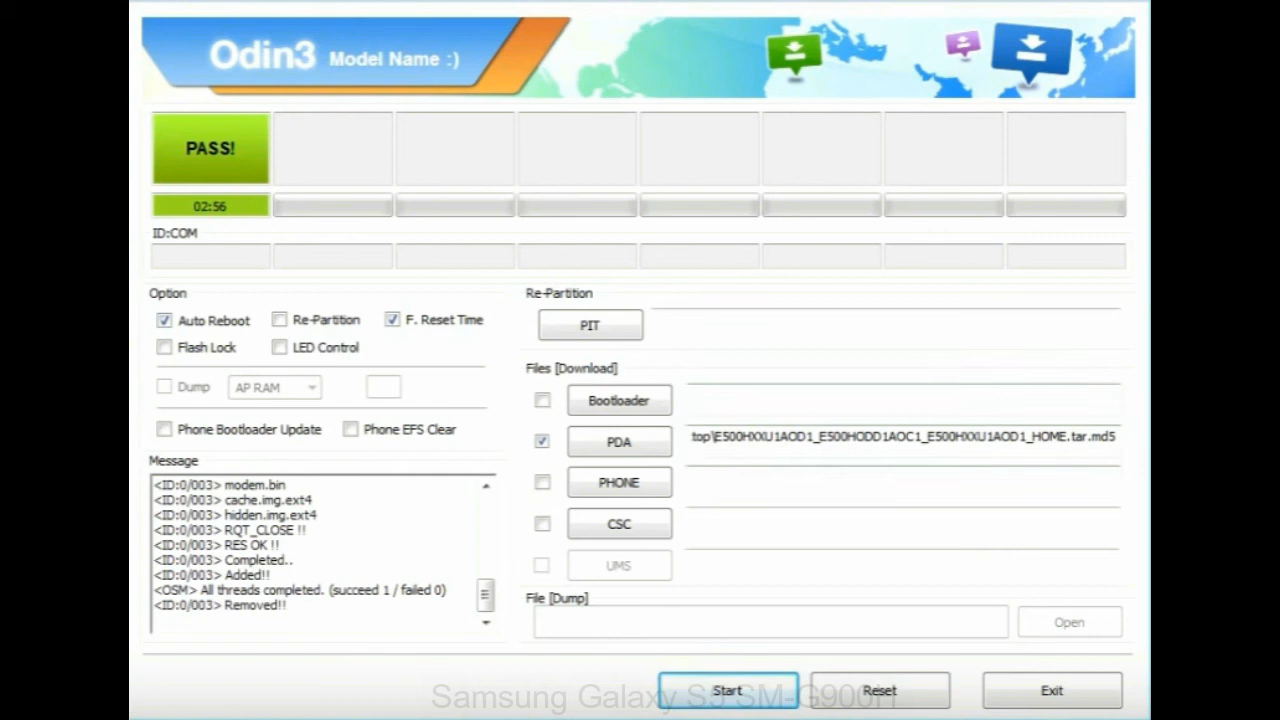 Odin3 Model Name :)
PASS!
02:56
ID:COM
Option
Auto Reboot Re-Partition F. Reset Time
Flash Lock LED Control
Dump AP RAM
Phone Bootloader Update Phone EFS Clear
Message
<ID:0/003> modem.bin
<ID:0/003> cache.img.ext4
<ID:0/003> hidden.img.ext4
<ID:0/003> RQT_CLOSE !!
<ID:0/003> RES OK !!
<ID:0/003> Completed..
<ID:0/003> Added!!
<OSM> All threads completed. (succeed 1 / failed 0)
<ID:0/003> Removed!!
Re-Partition
PIT
Files [Download]
Bootloader
PDA top\E500HXXU1AOD1_E500HODD1AOC1_E500HXXU1AOD1_HOME.tar.md5
PHONE
CSC
UMS
File [Dump]
Open
Start Reset Exit
Samsung Galaxy S5 SM-G900H